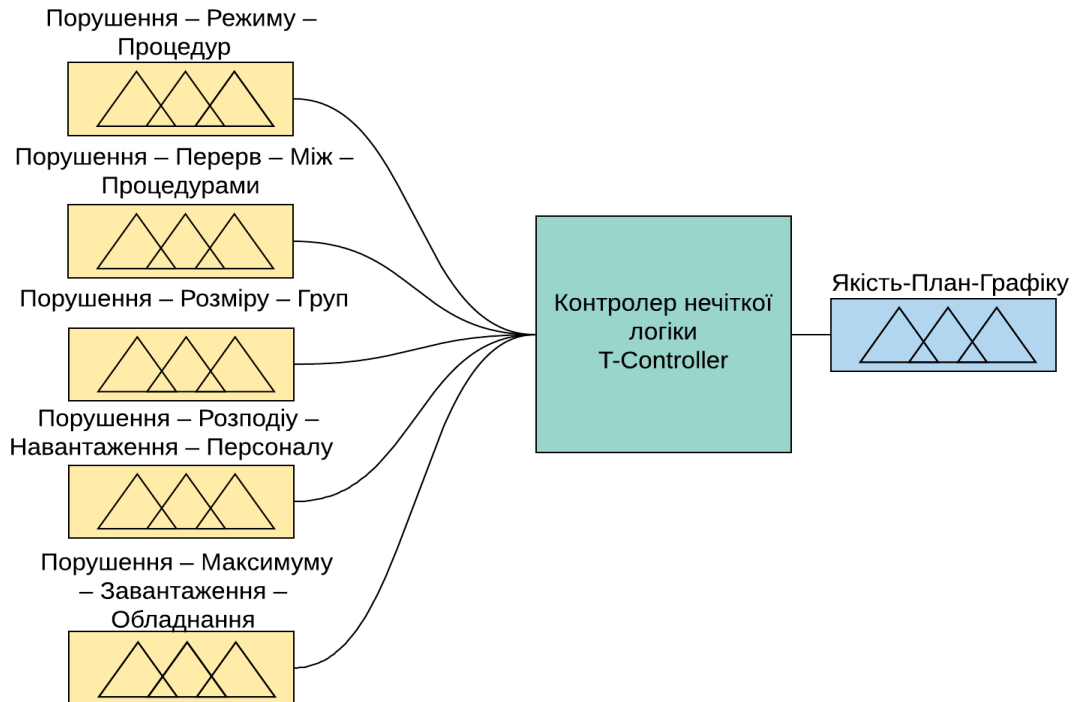 Порушення – Режиму –
Процедур
Порушення – Перерв – Між –
Процедурами
Порушення – Розміру – Груп
Порушення – Розподіу –
Навантаження – Персоналу
Порушення – Максимуму
– Завантаження –
Обладнання
Контролер нечіткої
логіки
T-Controller
Якість-План-Графіку